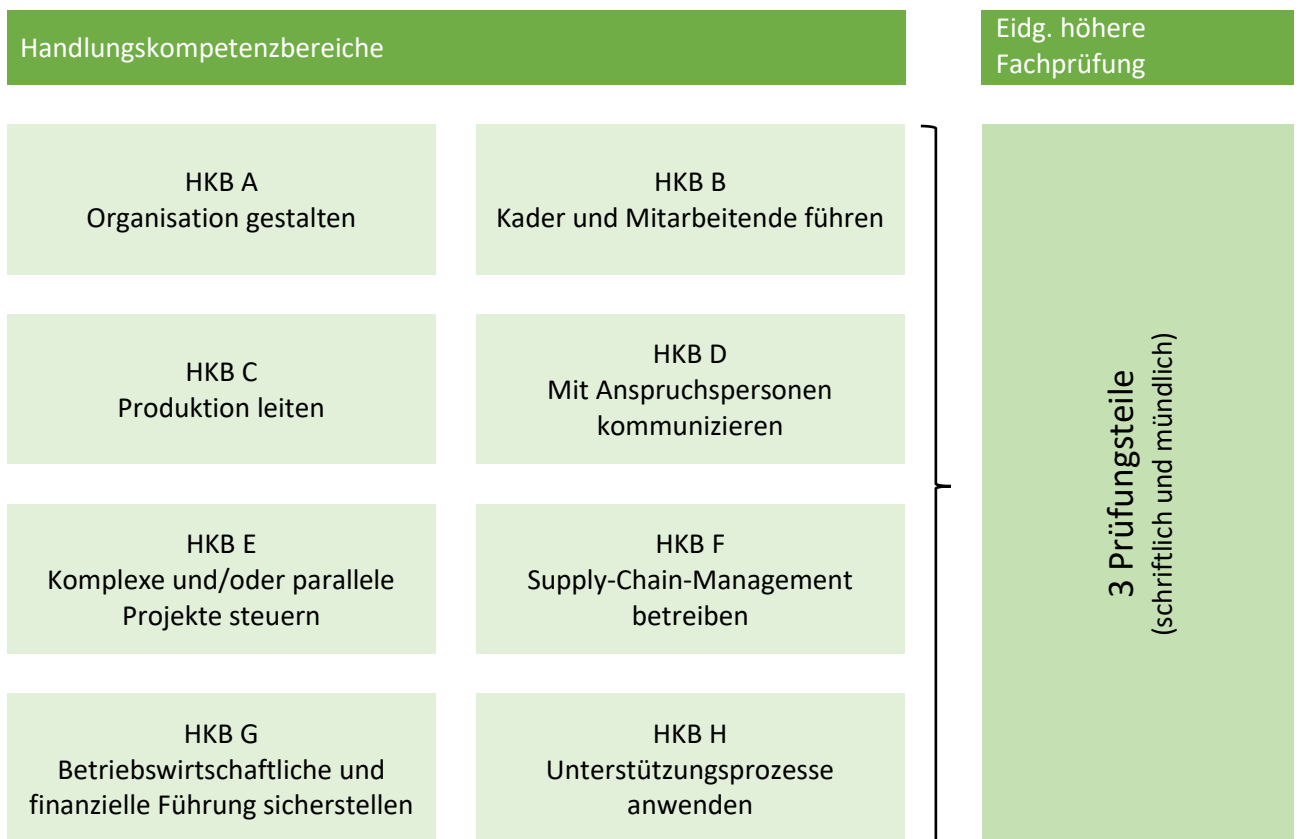 Handlungskompetenzbereiche
Eidg. höhere
Fachprüfung
HKB A
Organisation gestalten
HKB B
Kader und Mitarbeitende führen
HKB C
Produktion leiten
HKB D
Mit Anspruchspersonen
kommunizieren
HKB E
Komplexe und/oder parallele
Projekte steuern
HKB F
Supply-Chain-Management
betreiben
HKB G
Betriebswirtschaftliche und
finanzielle Führung sicherstellen
HKB H
Unterstützungsprozesse
anwenden
3 Prüfungsteile
(schriftlich und mündlich)